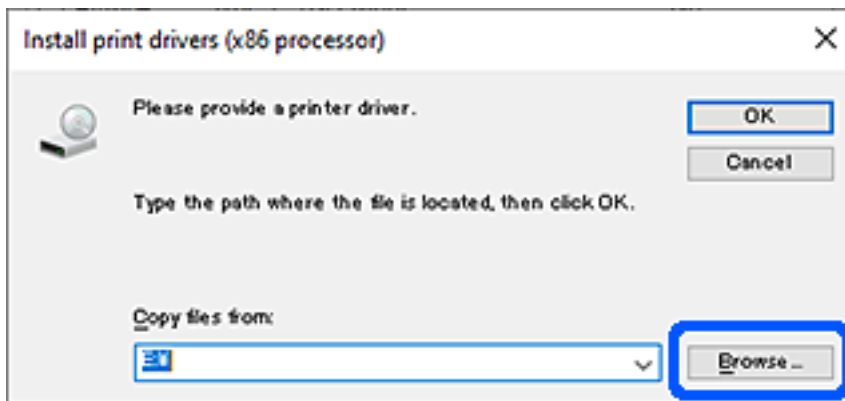 Install print drivers (x86 processor)
Please provide a printer driver.
OK
Cancel
Type the path where the file is located, then click OK.
Copy files from:
Browse...